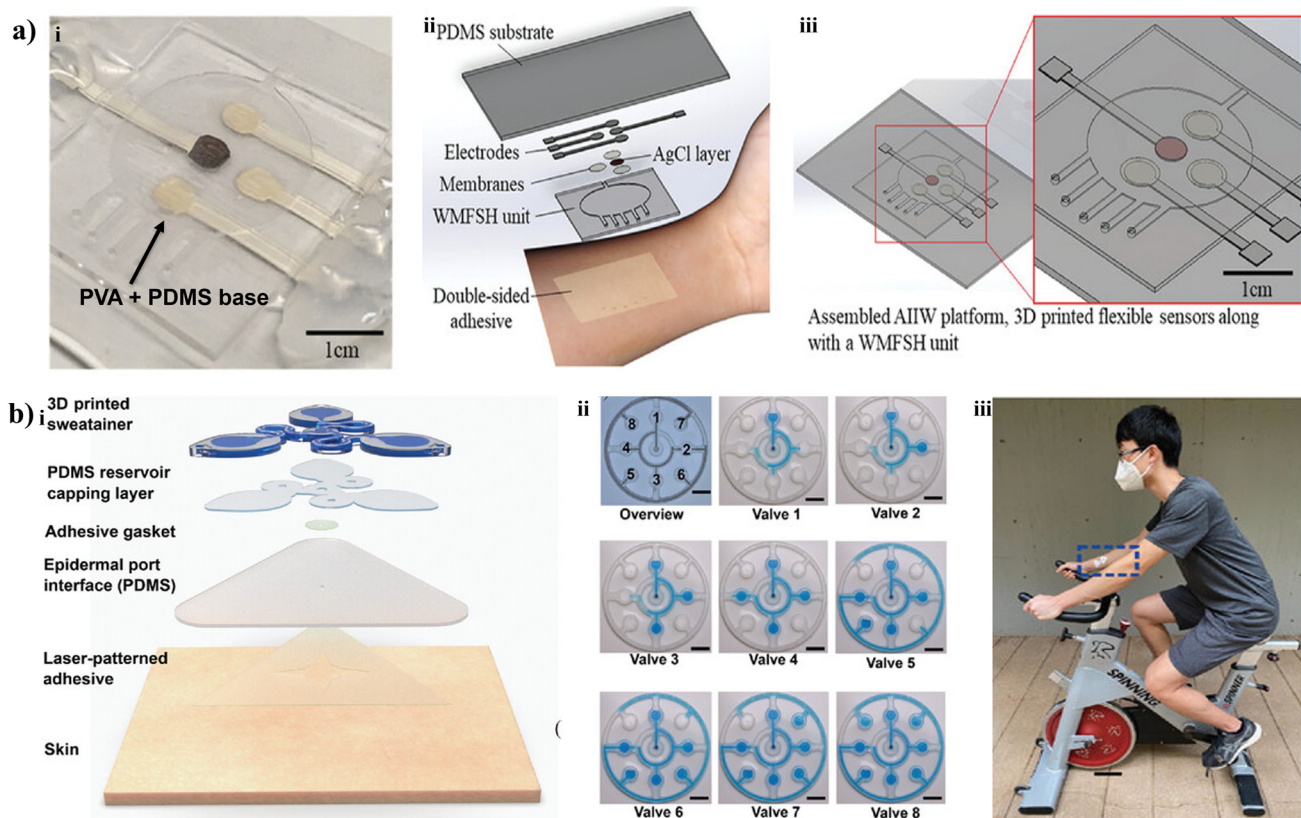 a)
i
PVA + PDMS base
1cm
ii
PDMS substrate
Electrodes
AgCl layer
Membranes
WMFSH unit
Double-sided
adhesive
iii
1cm
Assembled AIIW platform, 3D printed flexible sensors along
with a WMFSH unit
b)
i
3D printed
sweatainer
PDMS reservoir
capping layer
Adhesive gasket
Epidermal port
interface (PDMS)
Laser-patterned
adhesive
Skin
(
ii
8 1 7
4 2
5 3 6
Overview
Valve 1
Valve 2
Valve 3
Valve 4
Valve 5
Valve 6
Valve 7
Valve 8
iii
SPINNING
SPINNER